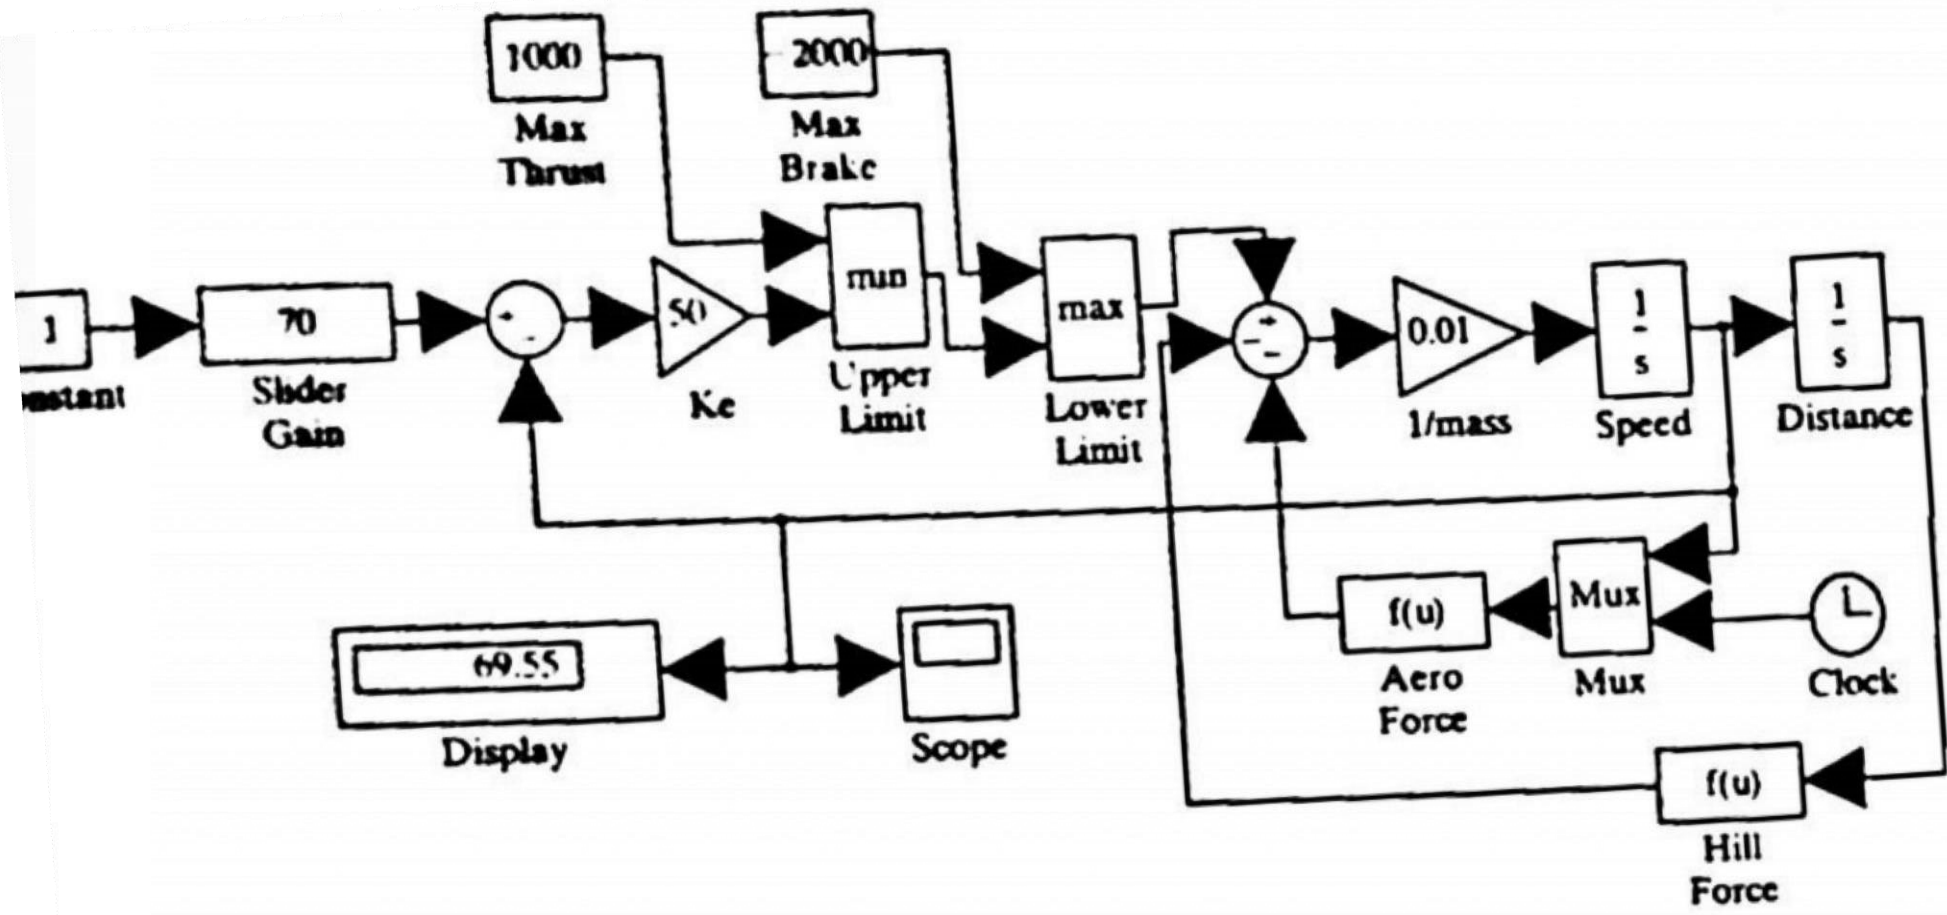 1000
- 2000
Max
Thrust
Max
Brake
1
70
+
-
50
min
max
+
-
-
0.01
1
s
1
s
onstant
Slider
Gain
Ke
Upper
Limit
Lower
Limit
1/mass
Speed
Distance
69.55
Display
Scope
f(u)
Aero
Force
Mux
Mux
Clock
f(u)
Hill
Force